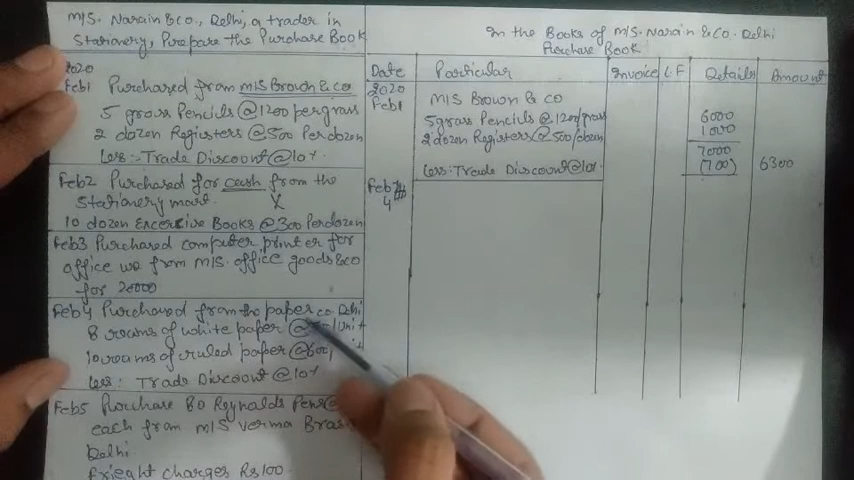 M/S. Narain & co., Delhi, a trader in
Stationery, Prepare the Purchase Book
2020
Feb1 Purchased from M/S Brown & co
5 gross Pencils @ 1200 per gross
2 dozen Registers @ 500 Per dozen
Less:- Trade Discount @ 10%
Feb2 Purchased for cash from the
Stationery mart. X
10 dozen Excercise Books @ 300 Per dozen
Feb3 Purchased computer printer for
office use from M/S. office goods & co
for 20000
Feb4 Purchased from the paper co. Delhi
8 reams of white paper @
10 reams of ruled paper @ 600
Less: Trade Discount @ 10%
Feb5 Purchase 80 Reynalds Pens @
each from M/S Verma
Delhi
frieght charges Rs 100.
In the Books of M/S. Narain & Co. Delhi
Purchase Book
Date Particular Invoice L.F Details Amount
2020
Feb1 M/S Brown & co
5 gross Pencils @ 1200/gross 6000
2 dozen Registers @ 500/dozen 1000
7000
Less: Trade Discount @ 10% (700) 6300
Feb
4